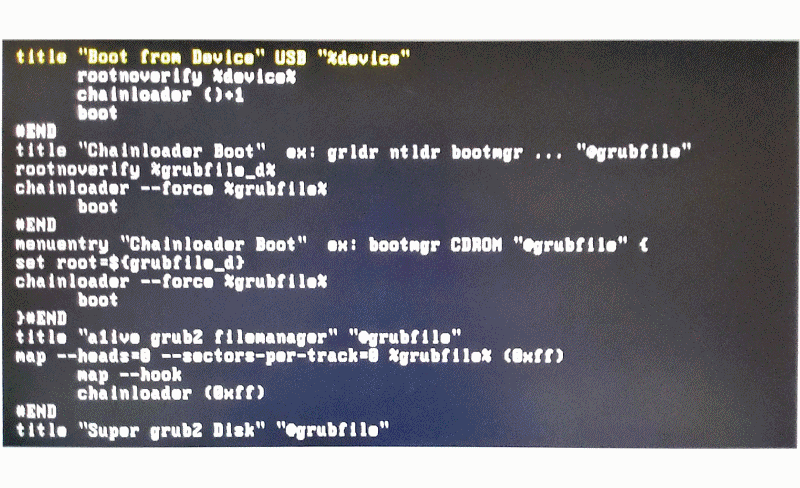 title "Boot from Device" USB "%device"
rootnoverify %device%
chainloader ()+1
boot
#END
title "Chainloader Boot"  ex: grldr ntldr bootmgr ... "@grubfile"
rootnoverify %grubfile_d%
chainloader --force %grubfile%
boot
#END
menuentry "Chainloader Boot"  ex: bootmgr CDROM "@grubfile" {
set root=${grubfile_d}
chainloader --force %grubfile%
boot
}#END
title "a1ive grub2 filemanager" "@grubfile"
map --heads=0 --sectors-per-track=0 %grubfile% (0xff)
map --hook
chainloader (0xff)
#END
title "Super grub2 Disk" "@grubfile"